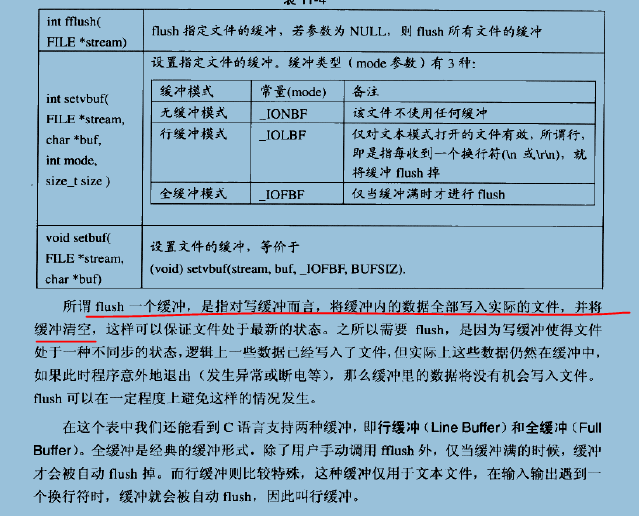 表 11-4
int fflush(
FILE *stream)
flush 指定文件的缓冲，若参数为 NULL，则 flush 所有文件的缓冲
int setvbuf(
FILE *stream,
char *buf,
int mode,
size_t size )
设置指定文件的缓冲。缓冲类型（mode 参数）有 3 种：
缓冲模式 常量(mode) 备注
无缓冲模式 _IONBF 该文件不使用任何缓冲
行缓冲模式 _IOLBF 仅对文本模式打开的文件有效，所谓行，
即是指每收到一个换行符(\n 或\r\n)，就
将缓冲 flush 掉
全缓冲模式 _IOFBF 仅当缓冲满时才进行 flush
void setbuf(
FILE *stream,
char *buf)
设置文件的缓冲，等价于
(void) setvbuf(stream, buf, _IOFBF, BUFSIZ).
所谓 flush 一个缓冲，是指对写缓冲而言，将缓冲内的数据全部写入实际的文件，并将
缓冲清空，这样可以保证文件处于最新的状态。之所以需要 flush，是因为写缓冲使得文件
处于一种不同步的状态，逻辑上一些数据已经写入了文件，但实际上这些数据仍然在缓冲中，
如果此时程序意外地退出（发生异常或断电等），那么缓冲里的数据将没有机会写入文件。
flush 可以在一定程度上避免这样的情况发生。
在这个表中我们还能看到 C 语言支持两种缓冲，即行缓冲（Line Buffer）和全缓冲（Full
Buffer）。全缓冲是经典的缓冲形式，除了用户手动调用 fflush 外，仅当缓冲满的时候，缓冲
才会被自动 flush 掉。而行缓冲则比较特殊，这种缓冲仅用于文本文件，在输入输出遇到一
个换行符时，缓冲就会被自动 flush，因此叫行缓冲。